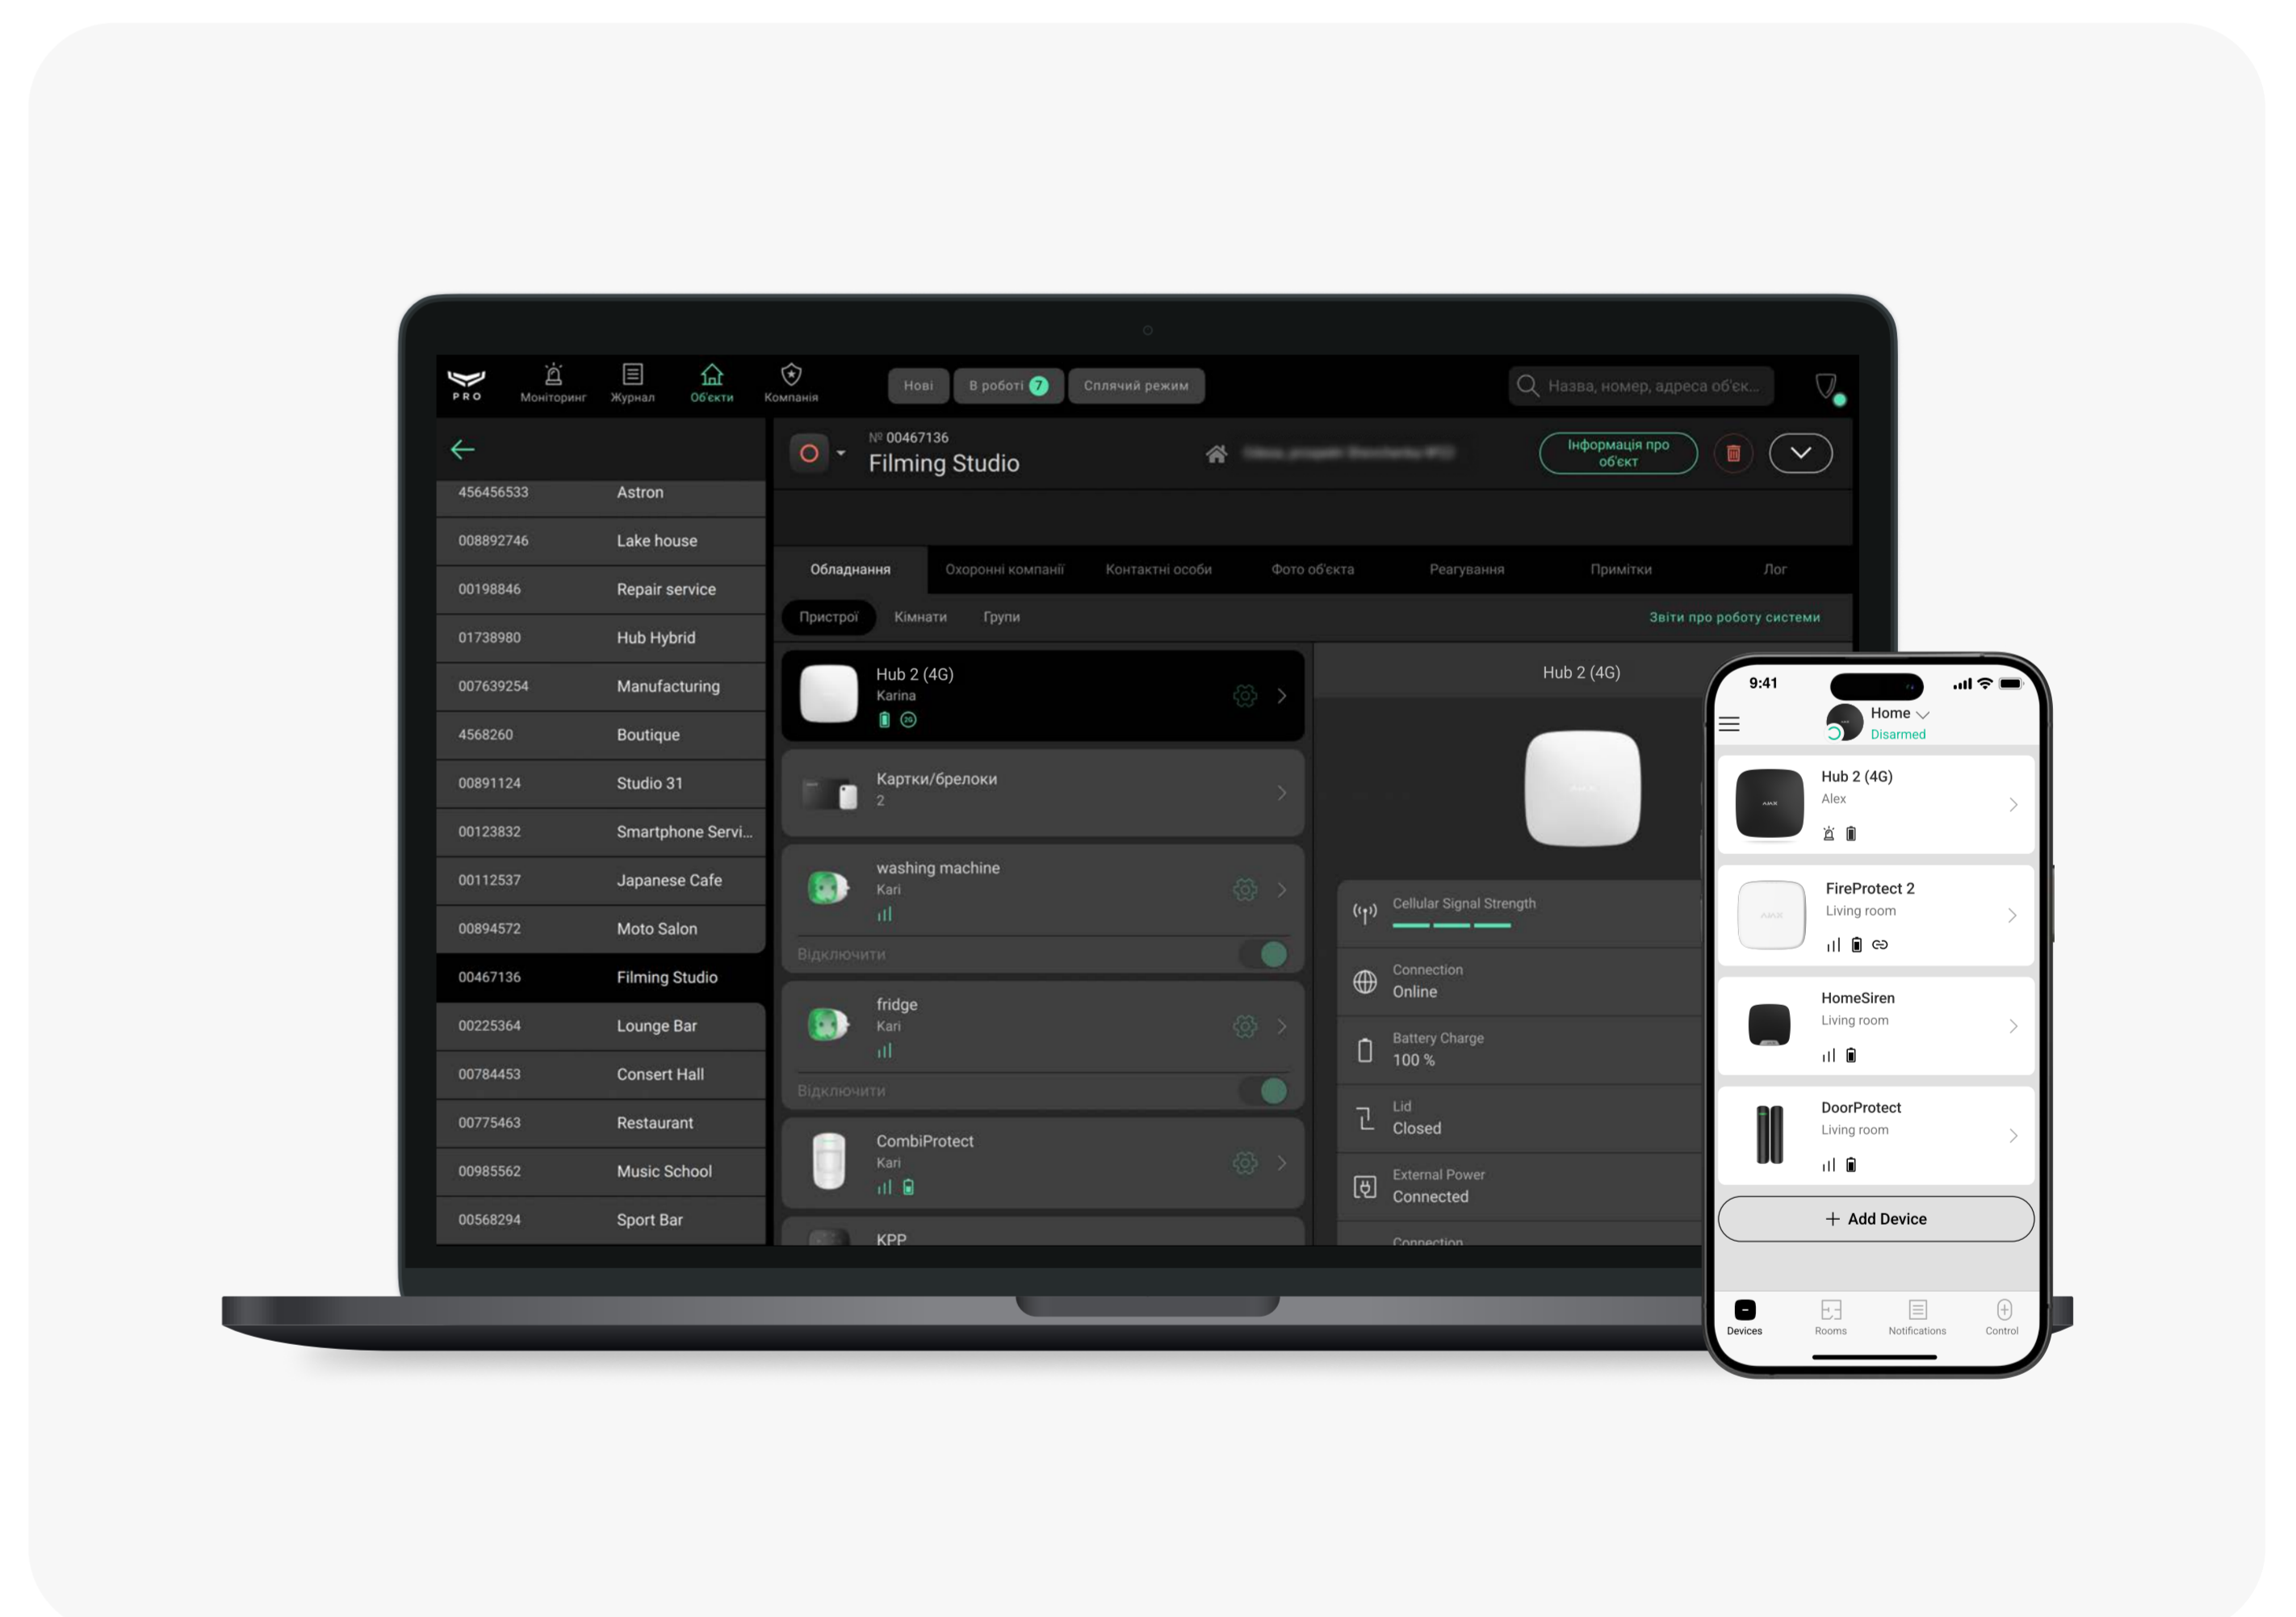 PRO
Моніторинг
Журнал
Об'єкти
Компанія
Нові
В роботі 7
Сплячий режим
Назва, номер, адреса об'єк...
№ 00467136
Filming Studio
Інформація про
об'єкт
456456533 Astron
008892746 Lake house
00198846 Repair service
01738980 Hub Hybrid
007639254 Manufacturing
4568260 Boutique
00891124 Studio 31
00123832 Smartphone Servi...
00112537 Japanese Cafe
00894572 Moto Salon
00467136 Filming Studio
00225364 Lounge Bar
00784453 Consert Hall
00775463 Restaurant
00985562 Music School
00568294 Sport Bar
Обладнання
Охоронні компанії
Контактні особи
Фото об'єкта
Реагування
Примітки
Лог
Пристрої
Кімнати
Групи
Звіти про роботу системи
Hub 2 (4G)
Karina
2G
Картки/брелоки
2
washing machine
Kari
Відключити
fridge
Kari
Відключити
CombiProtect
Kari
KPP
Hub 2 (4G)
AJAX
Cellular Signal Strength
Connection
Online
Battery Charge
100 %
Lid
Closed
External Power
Connected
Connection
9:41
Home
Disarmed
AJAX
Hub 2 (4G)
Alex
AJAX
FireProtect 2
Living room
HomeSiren
Living room
DoorProtect
Living room
+ Add Device
Devices
Rooms
Notifications
Control